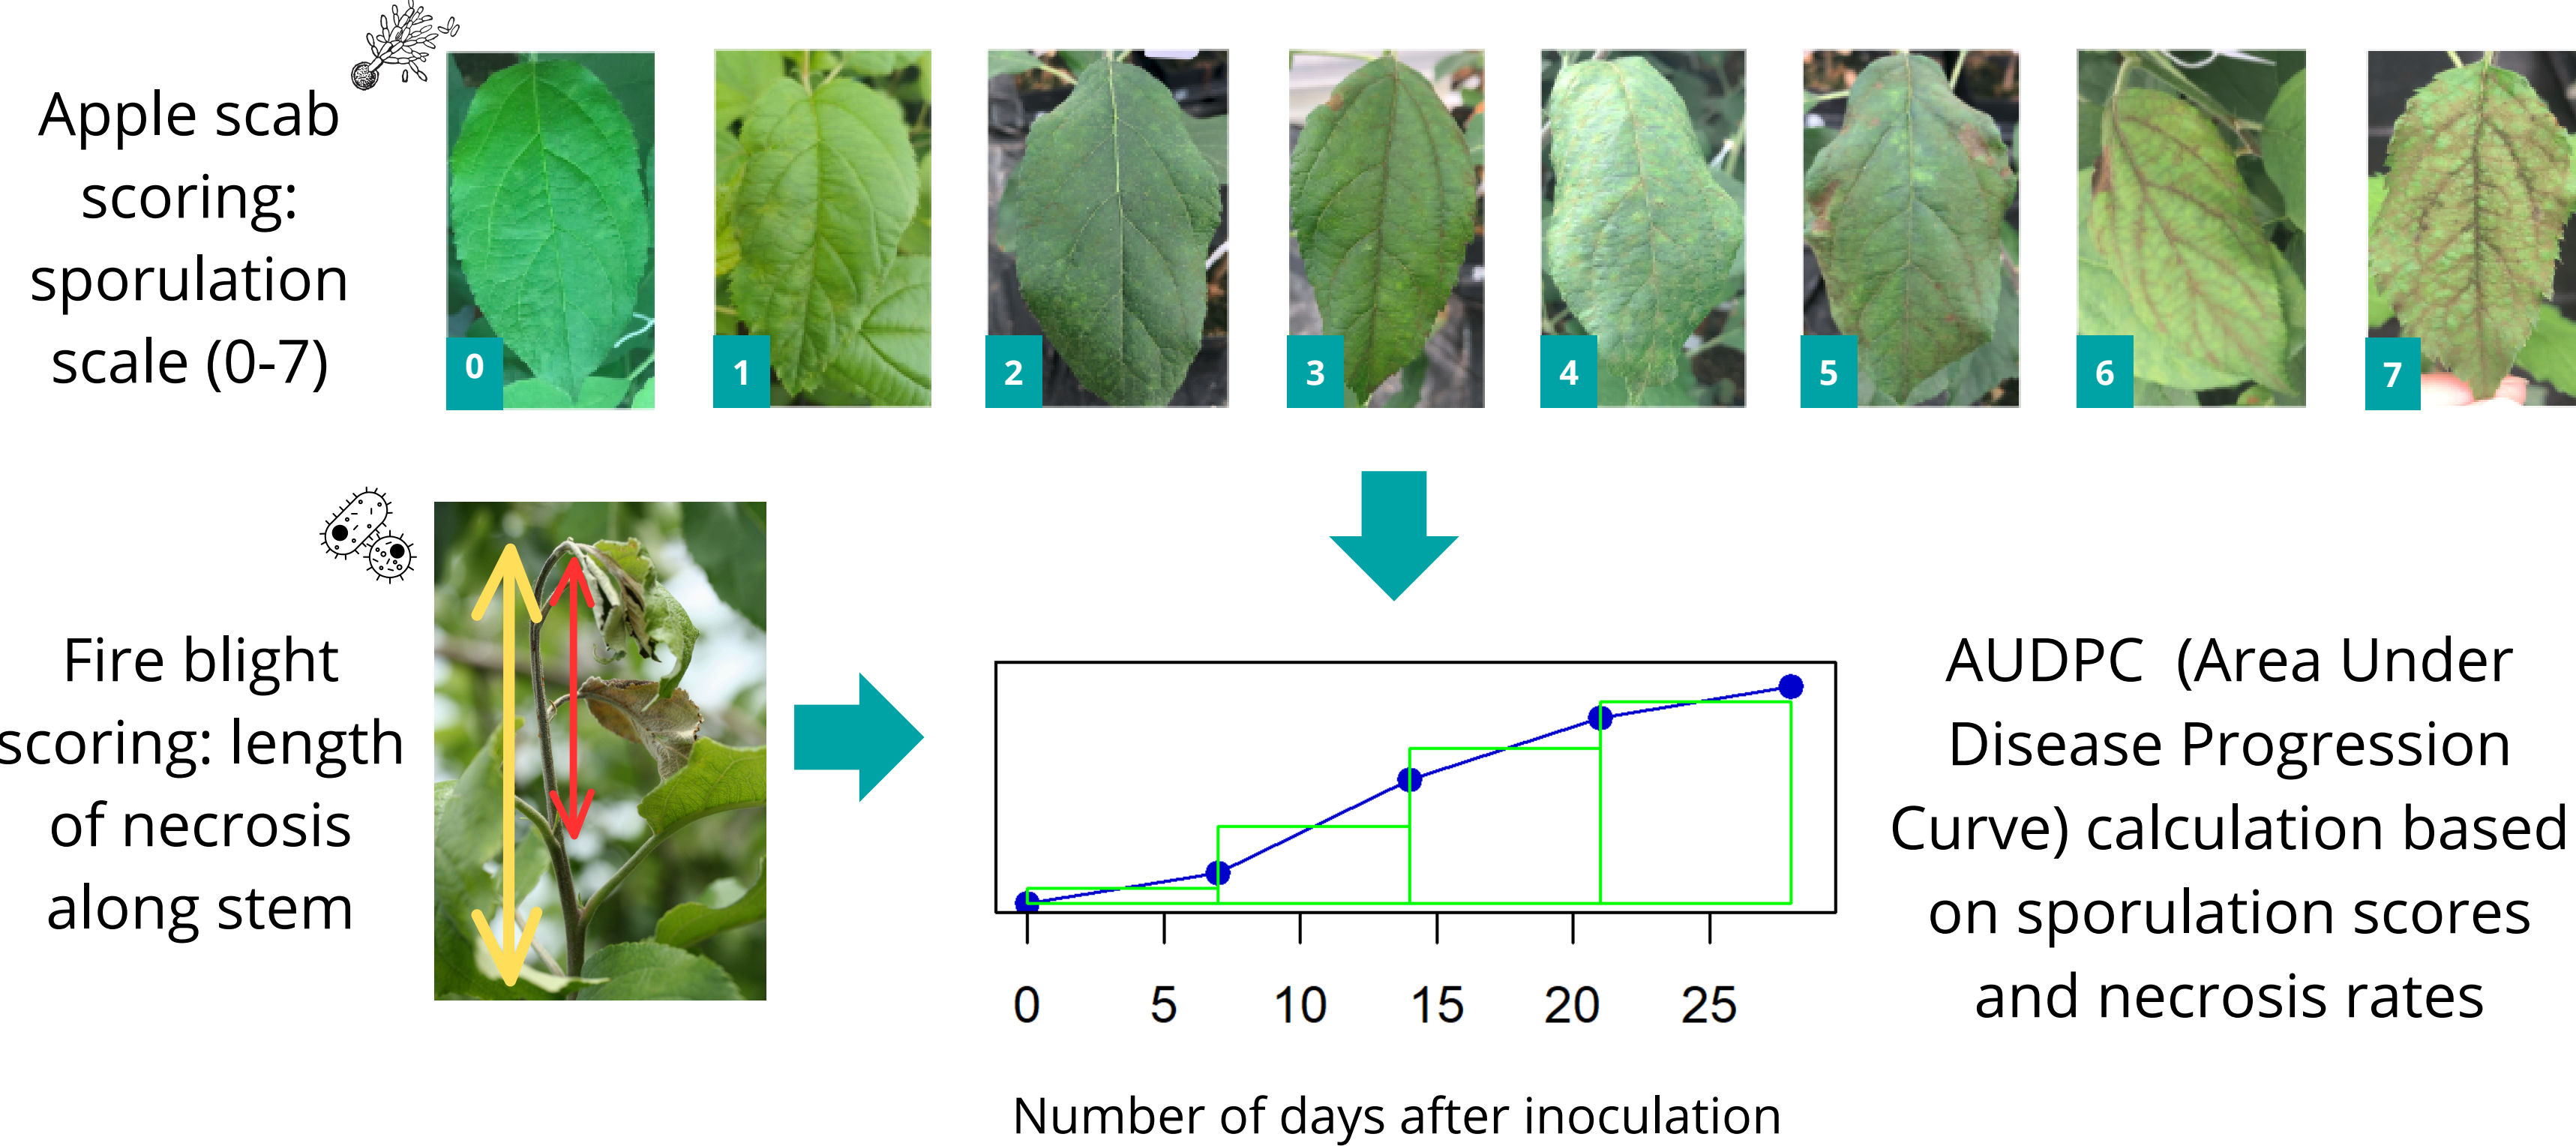 Apple scab
scoring:
sporulation
scale (0-7)
0
1
2
3
4
5
6
7
Fire blight
scoring: length
of necrosis
along stem
0 5 10 15 20 25
Number of days after inoculation
AUDPC (Area Under
Disease Progression
Curve) calculation based
on sporulation scores
and necrosis rates